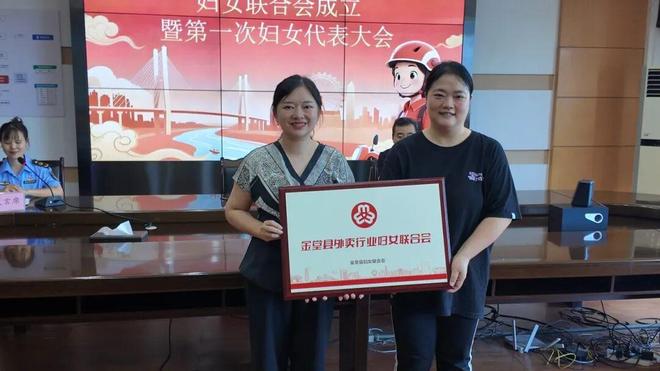 妇女联合会成立
暨第一次妇女代表大会
金堂县外卖行业妇女联合会
金堂县妇女联合会